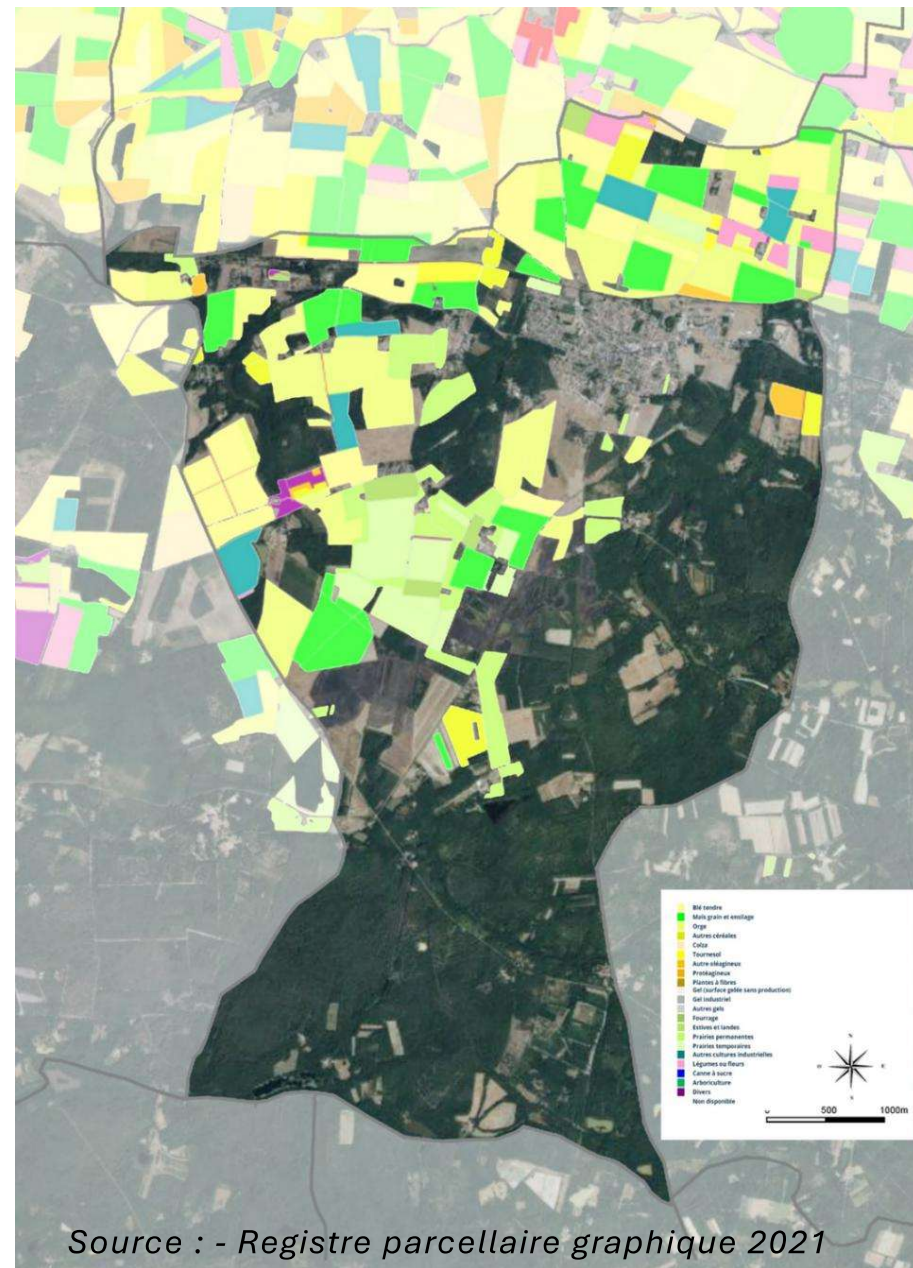 Blé tendre
Maïs grain et ensilage
Orge
Autres céréales
Colza
Tournesol
Autre oléagineux
Protéagineux
Plantes à fibres
Gel (surface gelée sans production)
Gel industriel
Autres gels
Fourrage
Estives et landes
Prairies permanentes
Prairies temporaires
Autres cultures industrielles
Légumes ou fleurs
Canne à sucre
Arboriculture
Divers
Non disponible
N
O E
S
500 1000m
Source : - Registre parcellaire graphique 2021